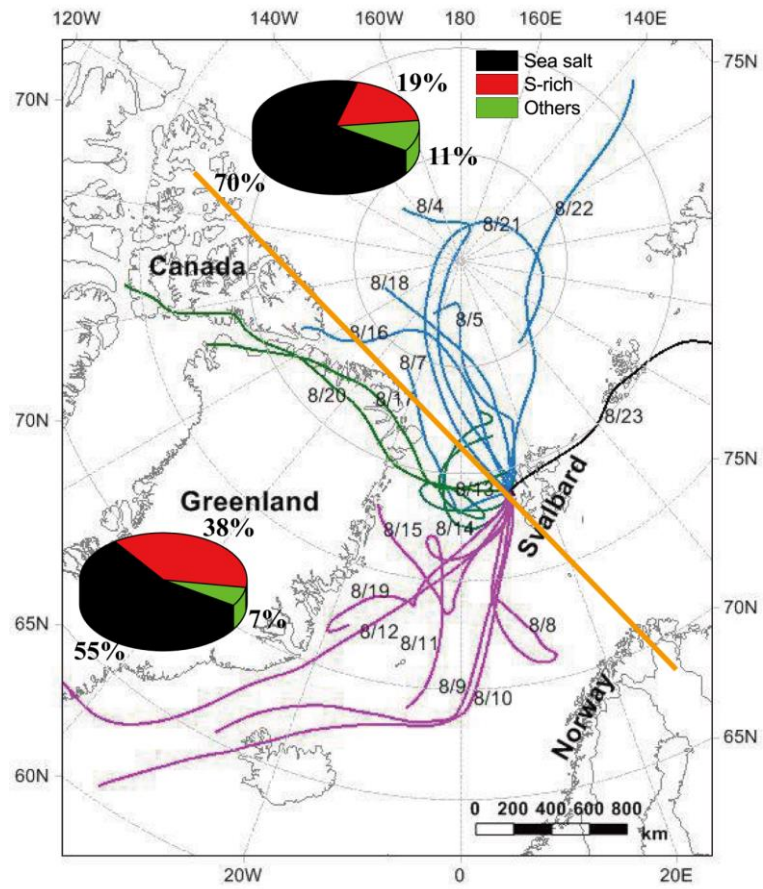 120W 140W 160W 180 160E 140E
75N
70N
Sea salt
S-rich
Others
19%
11%
70%
8/4
8/21
8/22
Canada
8/18
8/5
8/16
8/7
8/20
8/17
8/23
70N
75N
8/13
Svalbard
Greenland
8/15
8/14
38%
7%
55%
8/19
8/12
8/11
8/8
65N
70N
8/9
8/10
Norway
65N
60N
0 200 400 600 800
km
20W 0 20E